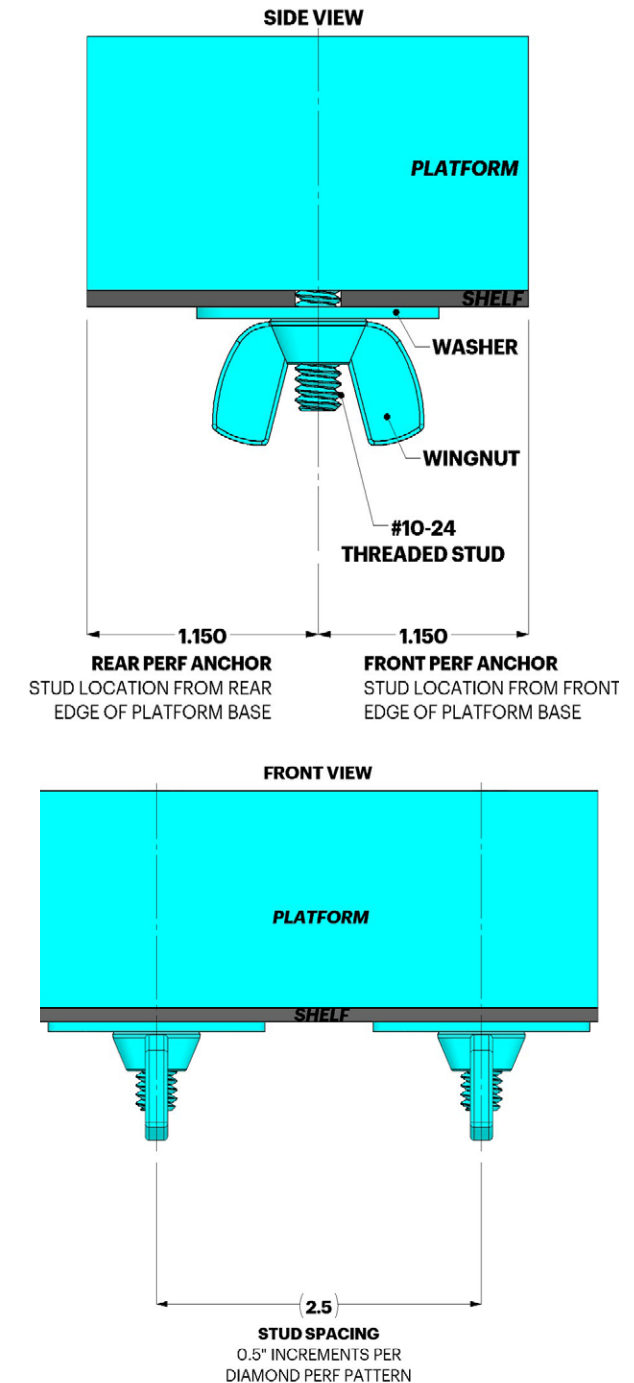 SIDE VIEW
PLATFORM
SHELF
WASHER
WINGNUT
#10-24
THREADED STUD
1.150
1.150
REAR PERF ANCHOR
STUD LOCATION FROM REAR
EDGE OF PLATFORM BASE
FRONT PERF ANCHOR
STUD LOCATION FROM FRONT
EDGE OF PLATFORM BASE
FRONT VIEW
PLATFORM
SHELF
(2.5)
STUD SPACING
0.5" INCREMENTS PER
DIAMOND PERF PATTERN